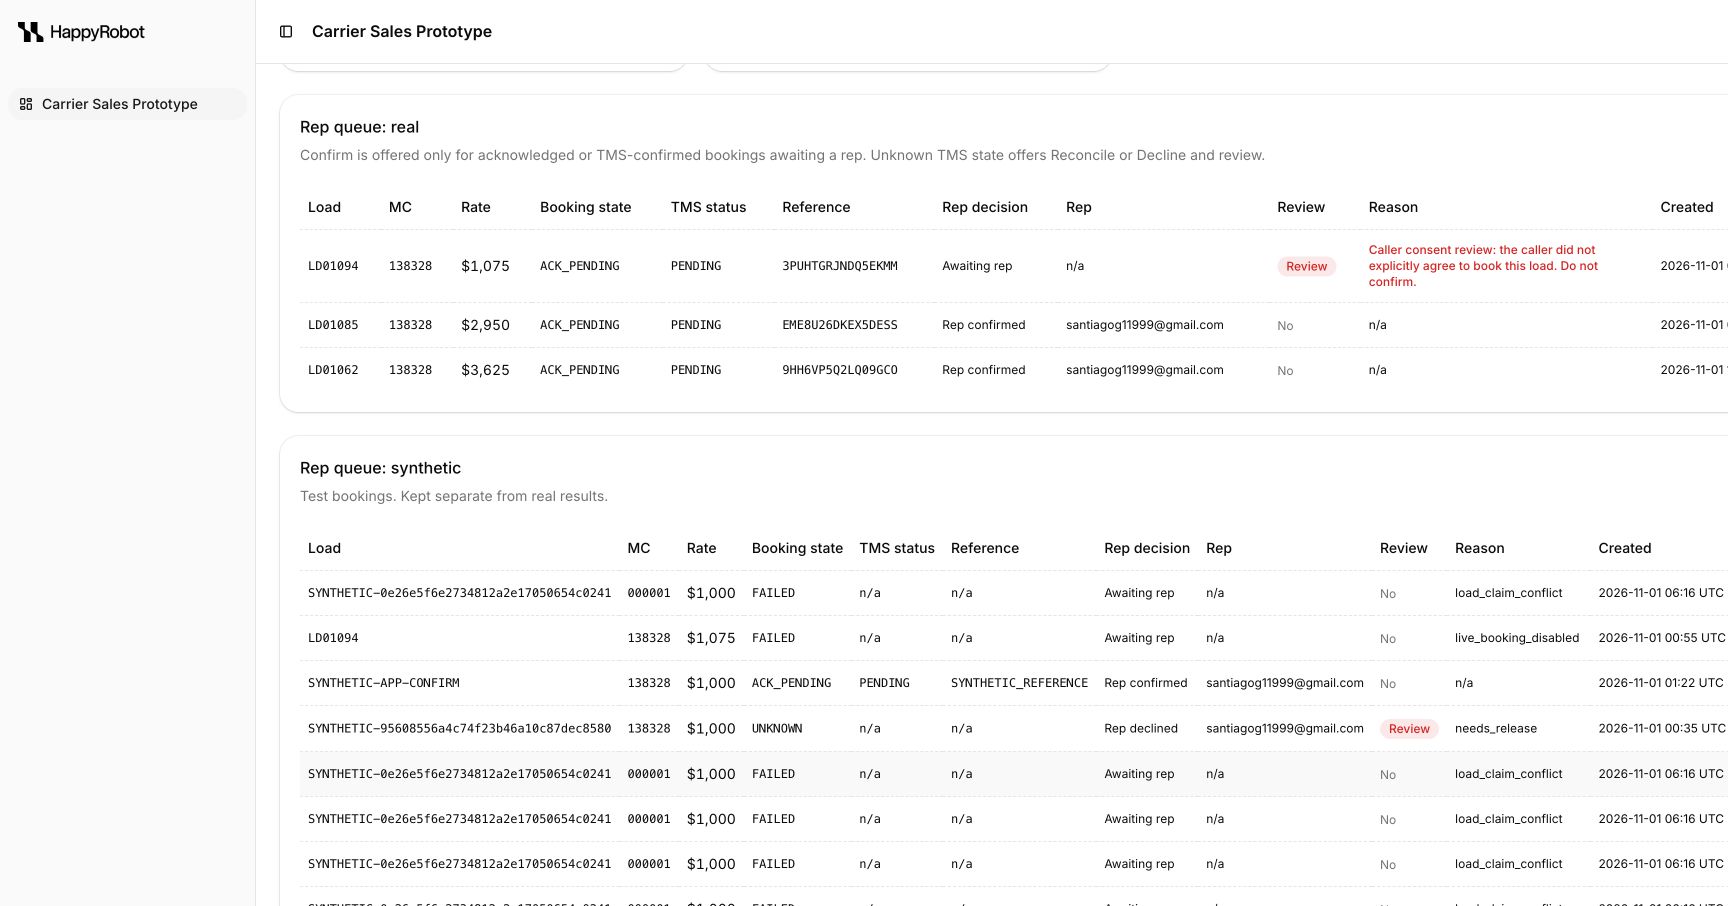 HappyRobot
Carrier Sales Prototype
Carrier Sales Prototype
Rep queue: real
Confirm is offered only for acknowledged or TMS-confirmed bookings awaiting a rep. Unknown TMS state offers Reconcile or Decline and review.
Load MC Rate Booking state TMS status Reference Rep decision Rep Review Reason Created
LD01094 138328 $1,075 ACK_PENDING PENDING 3PUHTGRJNDQ5EKMM Awaiting rep n/a Review Caller consent review: the caller did not explicitly agree to book this load. Do not confirm. 2026-11-01
LD01085 138328 $2,950 ACK_PENDING PENDING EME8U26DKEX5DESS Rep confirmed santiagog11999@gmail.com No n/a 2026-11-01
LD01062 138328 $3,625 ACK_PENDING PENDING 9HH6VP5Q2LQ09GCO Rep confirmed santiagog11999@gmail.com No n/a 2026-11-01
Rep queue: synthetic
Test bookings. Kept separate from real results.
Load MC Rate Booking state TMS status Reference Rep decision Rep Review Reason Created
SYNTHETIC-0e26e5f6e2734812a2e17050654c0241 000001 $1,000 FAILED n/a n/a Awaiting rep n/a No load_claim_conflict 2026-11-01 06:16 UTC
LD01094 138328 $1,075 FAILED n/a n/a Awaiting rep n/a No live_booking_disabled 2026-11-01 00:55 UTC
SYNTHETIC-APP-CONFIRM 138328 $1,000 ACK_PENDING PENDING SYNTHETIC_REFERENCE Rep confirmed santiagog11999@gmail.com No n/a 2026-11-01 01:22 UTC
SYNTHETIC-95608556a4c74f23b46a10c87dec8580 138328 $1,000 UNKNOWN n/a n/a Rep declined santiagog11999@gmail.com Review needs_release 2026-11-01 00:35 UTC
SYNTHETIC-0e26e5f6e2734812a2e17050654c0241 000001 $1,000 FAILED n/a n/a Awaiting rep n/a No load_claim_conflict 2026-11-01 06:16 UTC
SYNTHETIC-0e26e5f6e2734812a2e17050654c0241 000001 $1,000 FAILED n/a n/a Awaiting rep n/a No load_claim_conflict 2026-11-01 06:16 UTC
SYNTHETIC-0e26e5f6e2734812a2e17050654c0241 000001 $1,000 FAILED n/a n/a Awaiting rep n/a No load_claim_conflict 2026-11-01 06:16 UTC